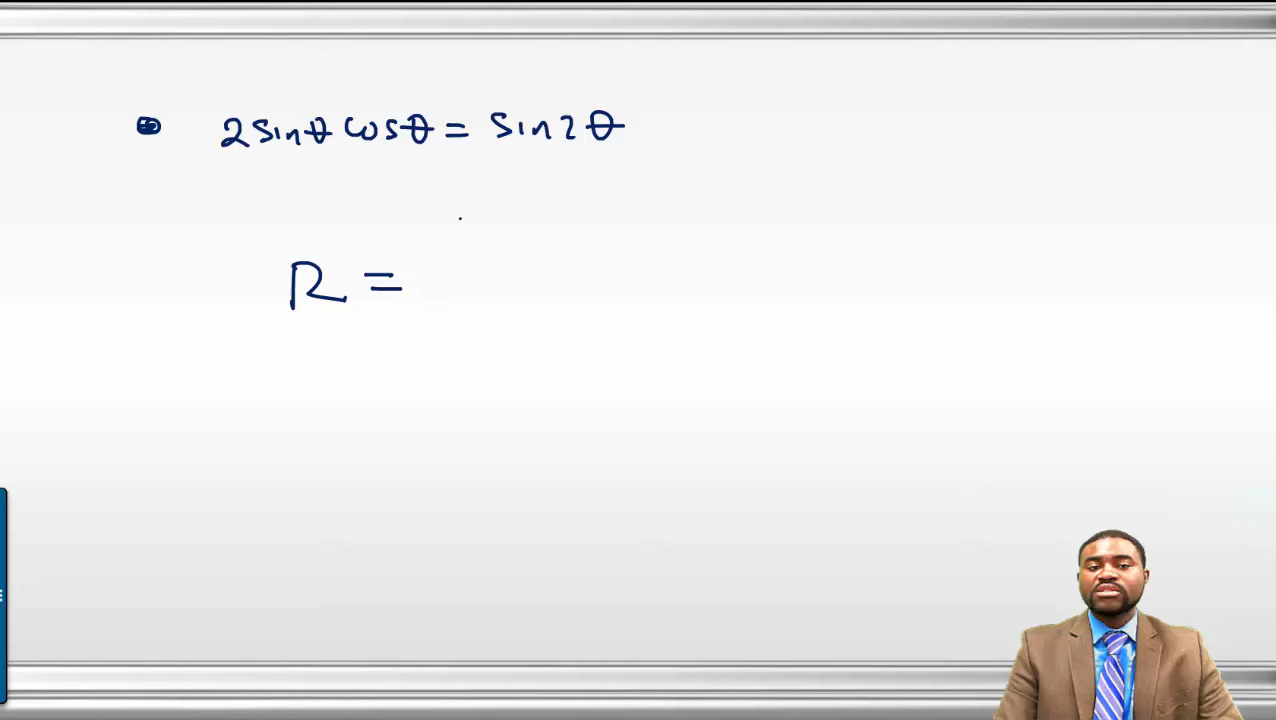 2sinθ cosθ = sin2θ
R =